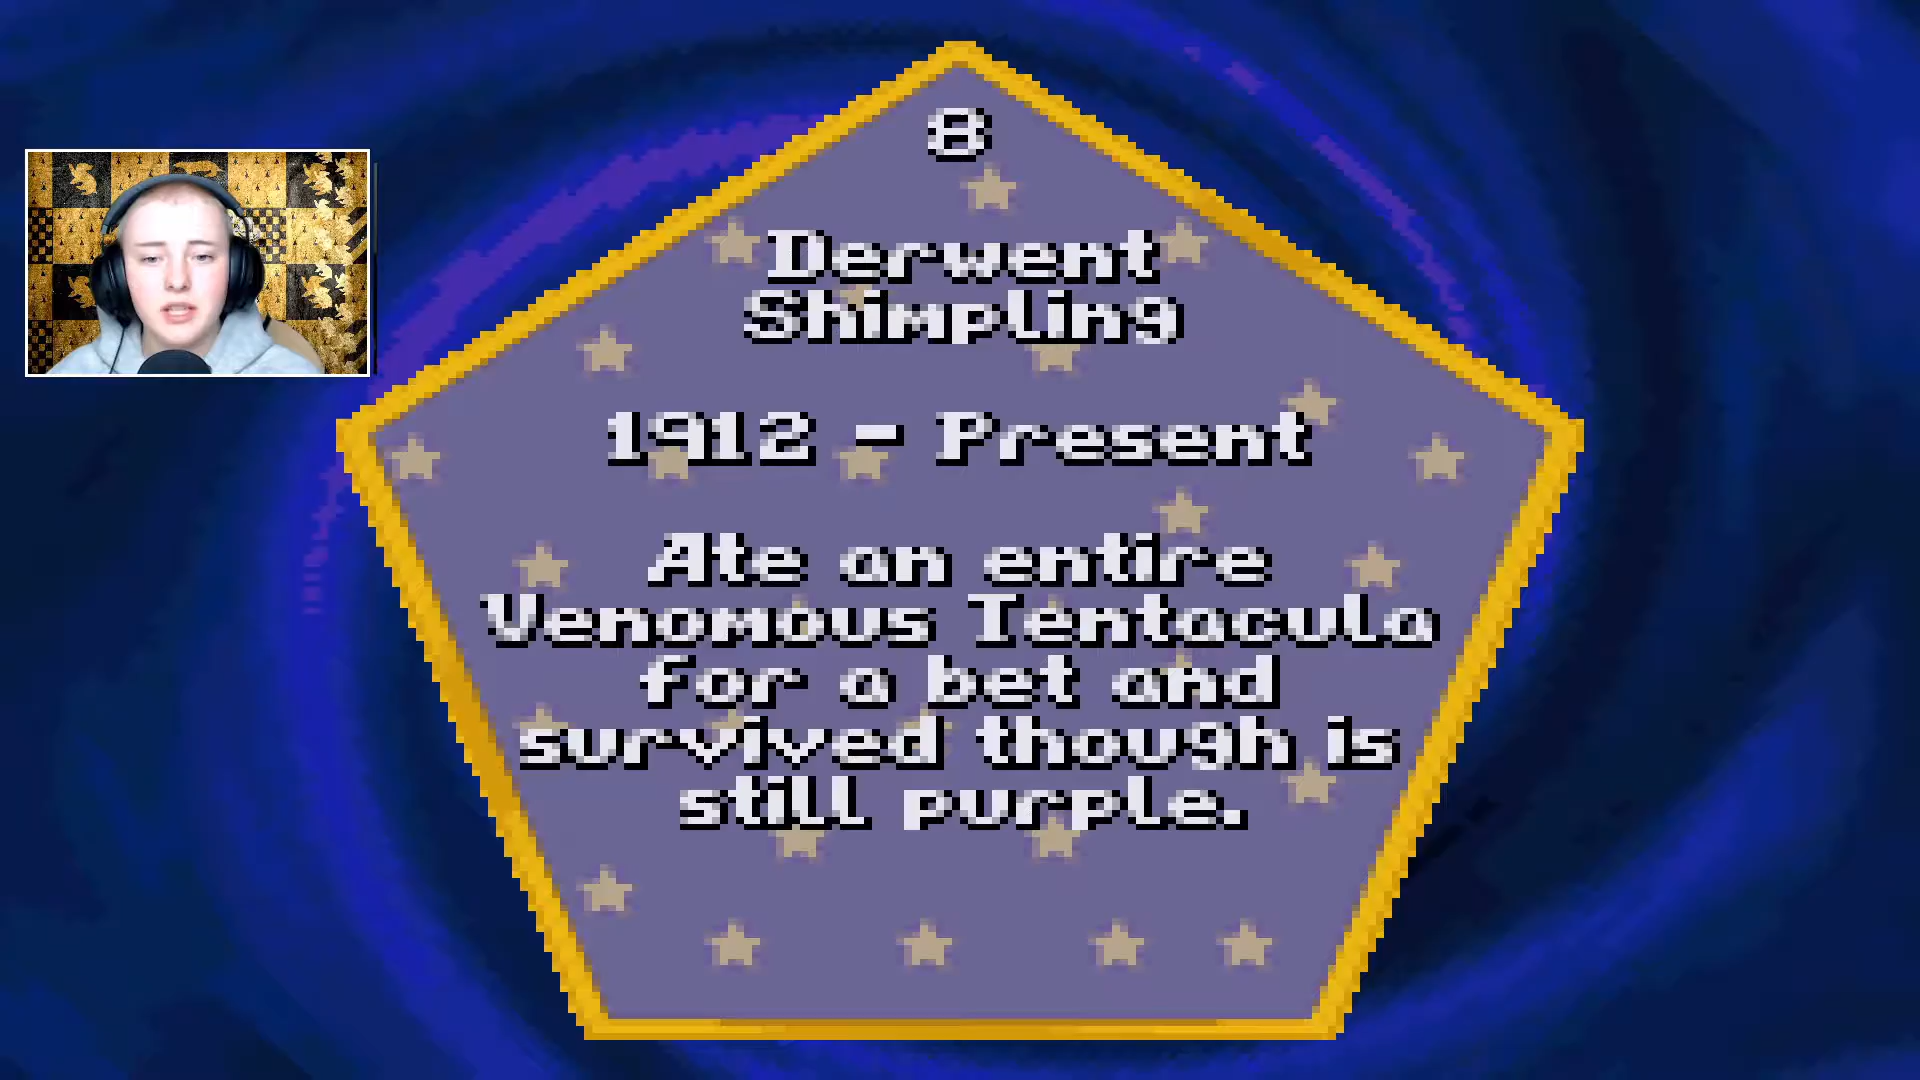 8
Derwent
Shimpling
1912 - Present
Ate an entire
Venomous Tentacula
for a bet and
survived though is
still purple.